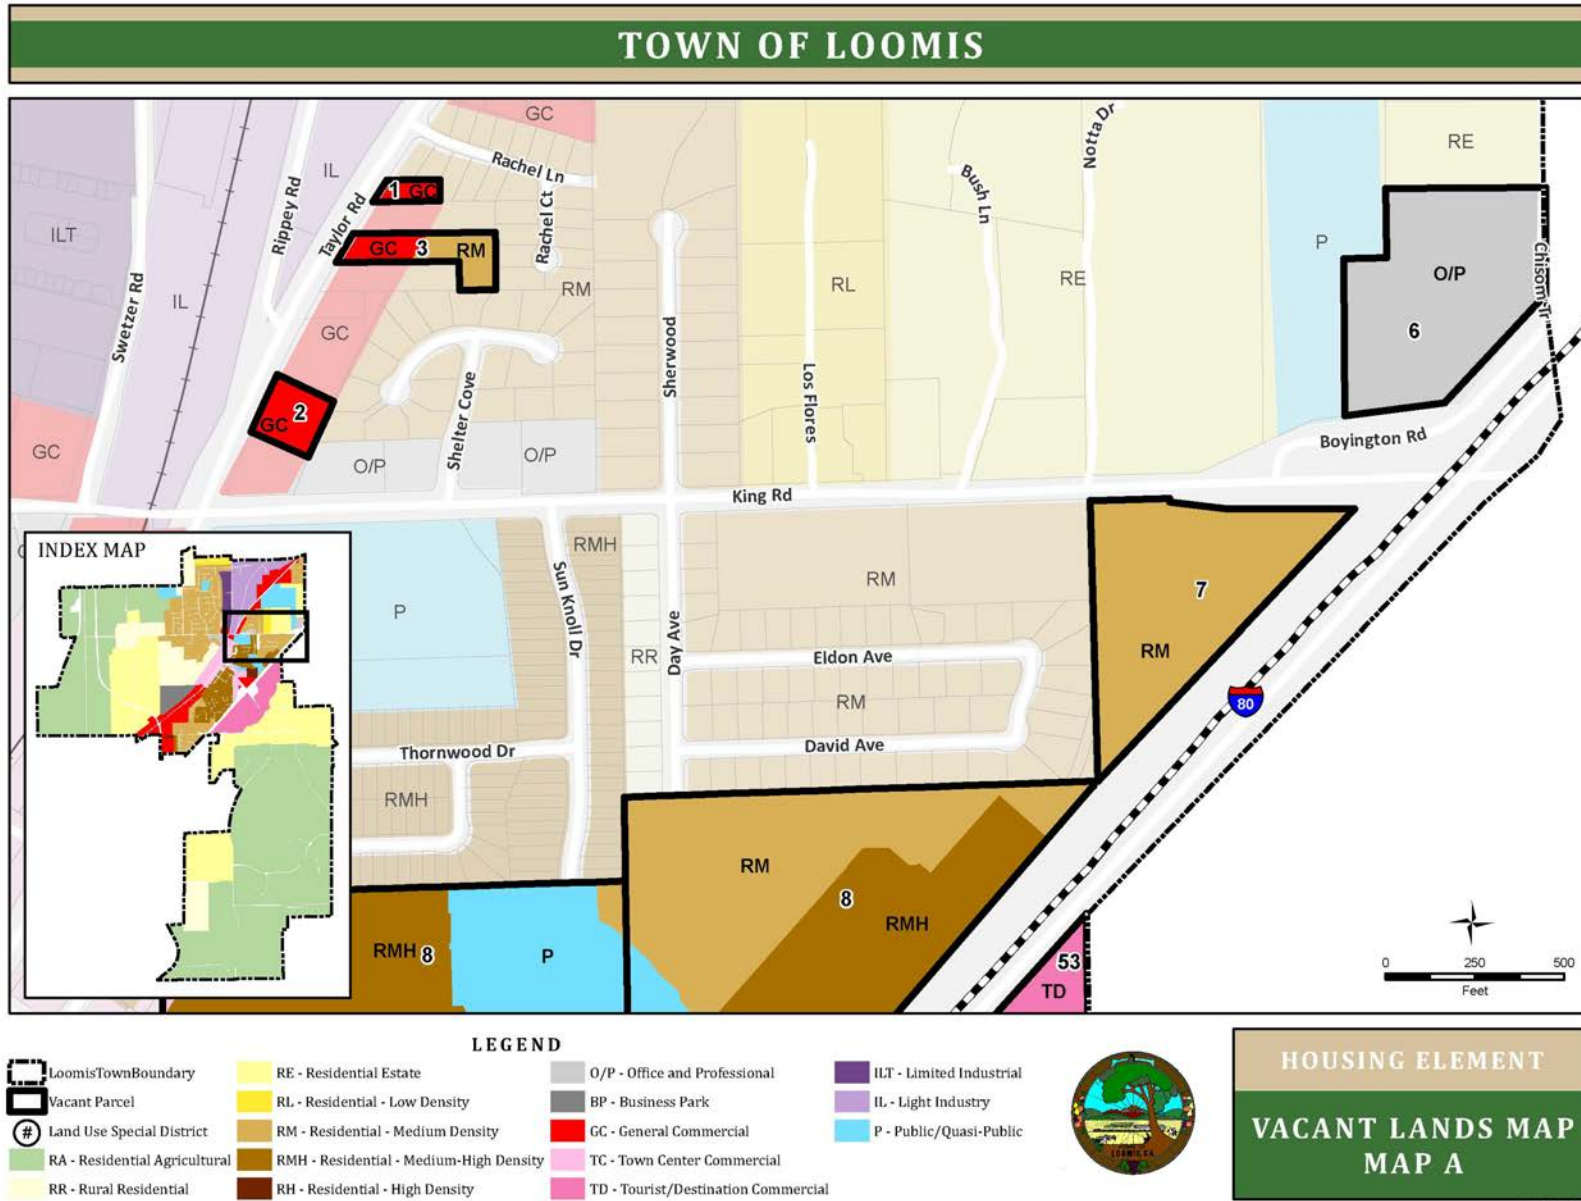 TOWN OF LOOMIS
GC
Rachel Ln
Notta Dr
RE
IL
1 GC
Bush Ln
Rippey Rd
Taylor Rd
Rachel Ct
ILT
GC 3 RM
P
Chisom Tr
O/P
Swetzer Rd
IL
RM
RL
RE
6
GC
Sherwood
Los Flores
Shelter Cove
2
GC
GC
O/P
O/P
Boyington Rd
King Rd
INDEX MAP
RMH
Sun Knoll Dr
RM
7
P
Day Ave
RR
Eldon Ave
RM
RM
80
Thornwood Dr
David Ave
RMH
RM
8
RMH
RMH 8
P
53
TD
0 250 500
Feet
LEGEND
LoomisTownBoundary
Vacant Parcel
# Land Use Special District
RA - Residential Agricultural
RR - Rural Residential
RE - Residential Estate
RL - Residential - Low Density
RM - Residential - Medium Density
RMH - Residential - Medium-High Density
RH - Residential - High Density
O/P - Office and Professional
BP - Business Park
GC - General Commercial
TC - Town Center Commercial
TD - Tourist/Destination Commercial
ILT - Limited Industrial
IL - Light Industry
P - Public/Quasi-Public
LOOMIS CA
HOUSING ELEMENT
VACANT LANDS MAP
MAP A